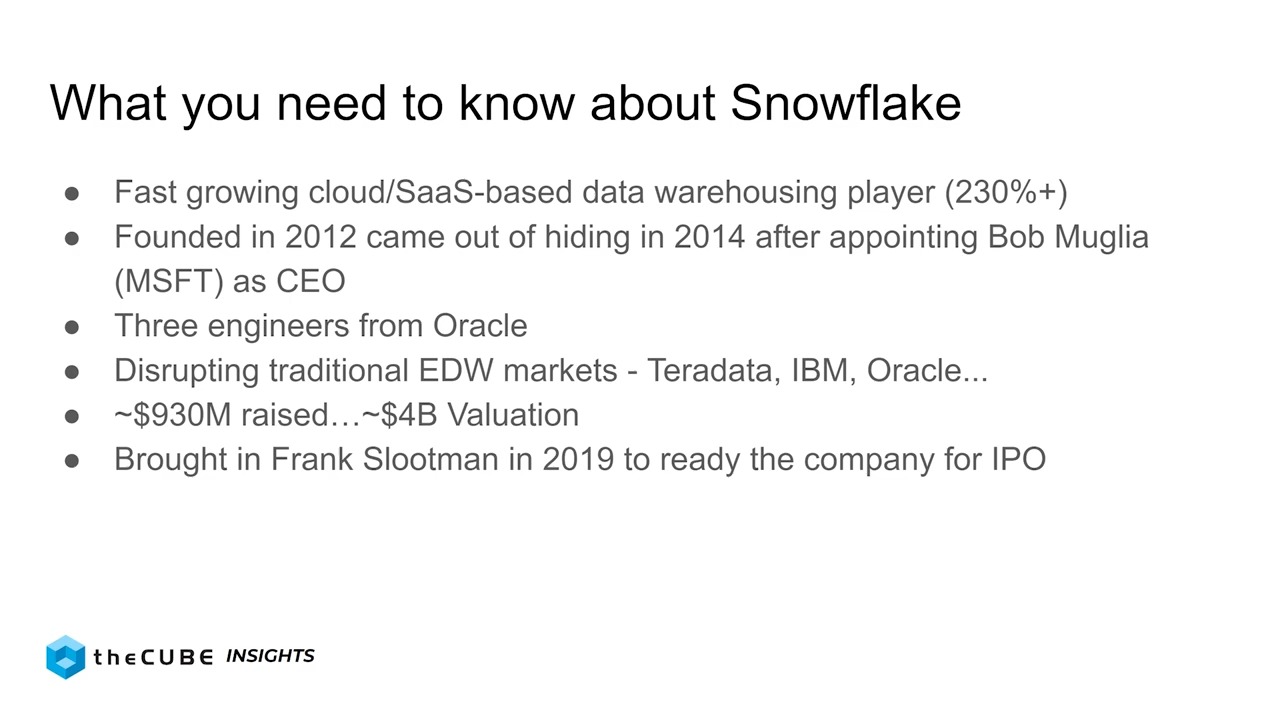 What you need to know about Snowflake
● Fast growing cloud/SaaS-based data warehousing player (230%+)
● Founded in 2012 came out of hiding in 2014 after appointing Bob Muglia
(MSFT) as CEO
● Three engineers from Oracle
● Disrupting traditional EDW markets - Teradata, IBM, Oracle...
● ~$930M raised…~$4B Valuation
● Brought in Frank Slootman in 2019 to ready the company for IPO
theCUBE INSIGHTS